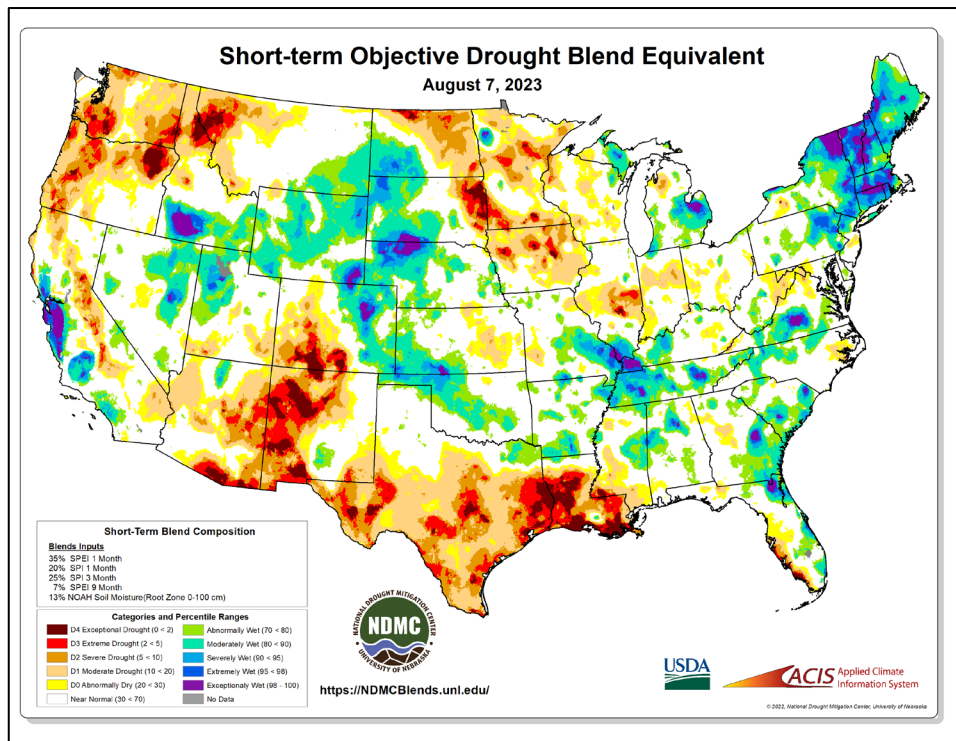 Short-term Objective Drought Blend Equivalent
August 7, 2023
Short-Term Blend Composition
Blends Inputs
35% SPEI 1 Month
20% SPI 1 Month
25% SPI 3 Month
7% SPEI 9 Month
13% NOAH Soil Moisture(Root Zone 0-100 cm)
Categories and Percentile Ranges
D4 Exceptional Drought (0 < 2)
D3 Extreme Drought (2 < 5)
D2 Severe Drought (5 < 10)
D1 Moderate Drought (10 < 20)
D0 Abnormally Dry (20 < 30)
Near Normal (30 < 70)
Abnormally Wet (70 < 80)
Moderately Wet (80 < 90)
Severely Wet (90 < 95)
Extremely Wet (95 < 98)
Exceptionaly Wet (98 - 100)
No Data
NATIONAL DROUGHT MITIGATION CENTER
NDMC
UNIVERSITY OF NEBRASKA
https://NDMCBlends.unl.edu/
USDA
ACIS Applied Climate
Information System
© 2022, National Drought Mitigation Center, University of Nebraska